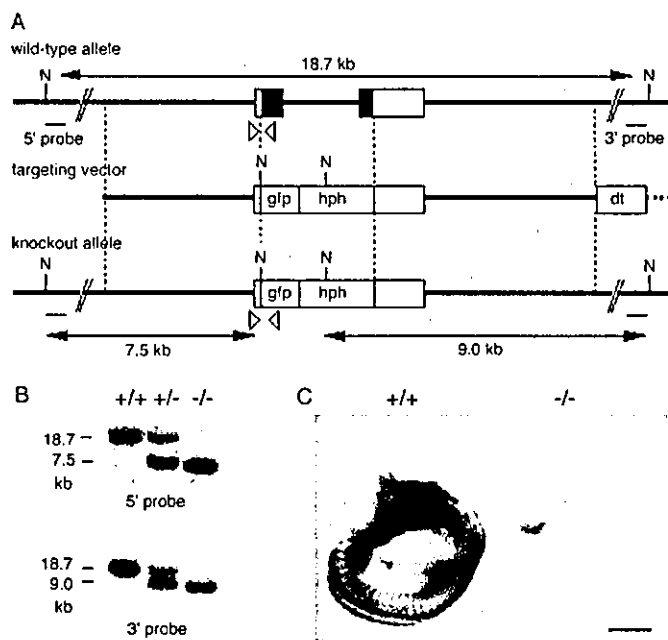 A
wild-type allele
18.7 kb
N N
5' probe 3' probe
targeting vector
N N
gfp hph dt
knockout allele
N N N N
gfp hph
7.5 kb 9.0 kb
B +/+ +/- -/- C +/+ -/-
18.7
7.5
kb
5' probe
18.7
9.0
kb
3' probe